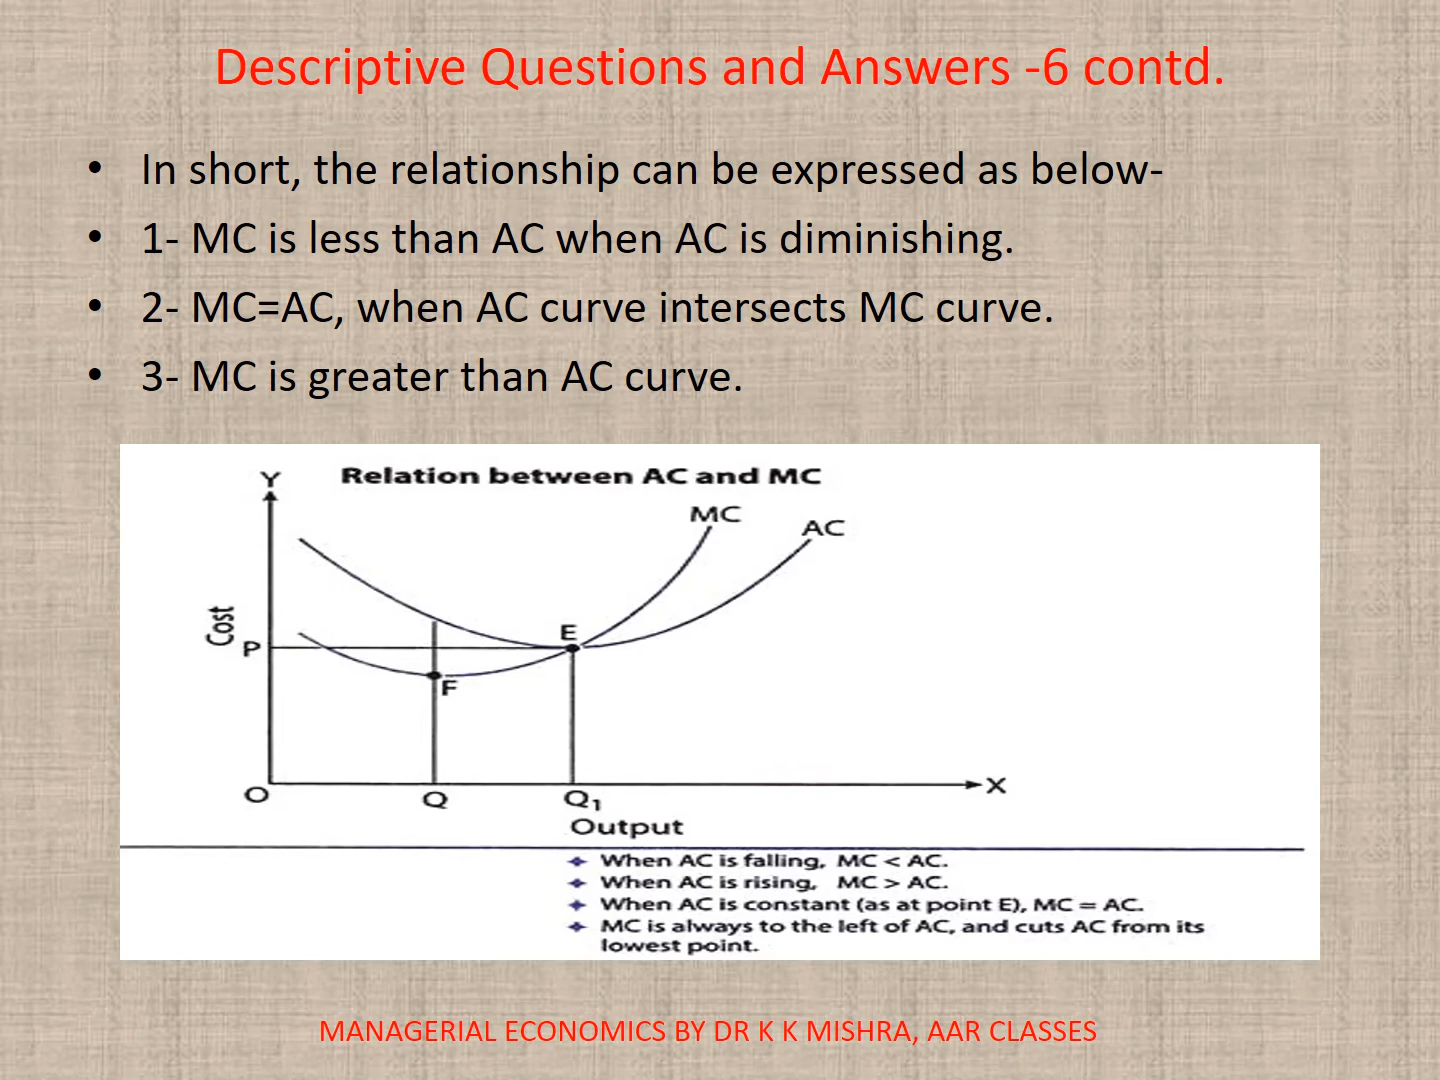 Descriptive Questions and Answers -6 contd.
• In short, the relationship can be expressed as below-
• 1- MC is less than AC when AC is diminishing.
• 2- MC=AC, when AC curve intersects MC curve.
• 3- MC is greater than AC curve.
Relation between AC and MC
Y
MC
AC
Cost
E
P
F
O
Q
Q₁
X
Output
When AC is falling, MC < AC.
When AC is rising, MC > AC.
When AC is constant (as at point E), MC = AC.
MC is always to the left of AC, and cuts AC from its
lowest point.
MANAGERIAL ECONOMICS BY DR K K MISHRA, AAR CLASSES